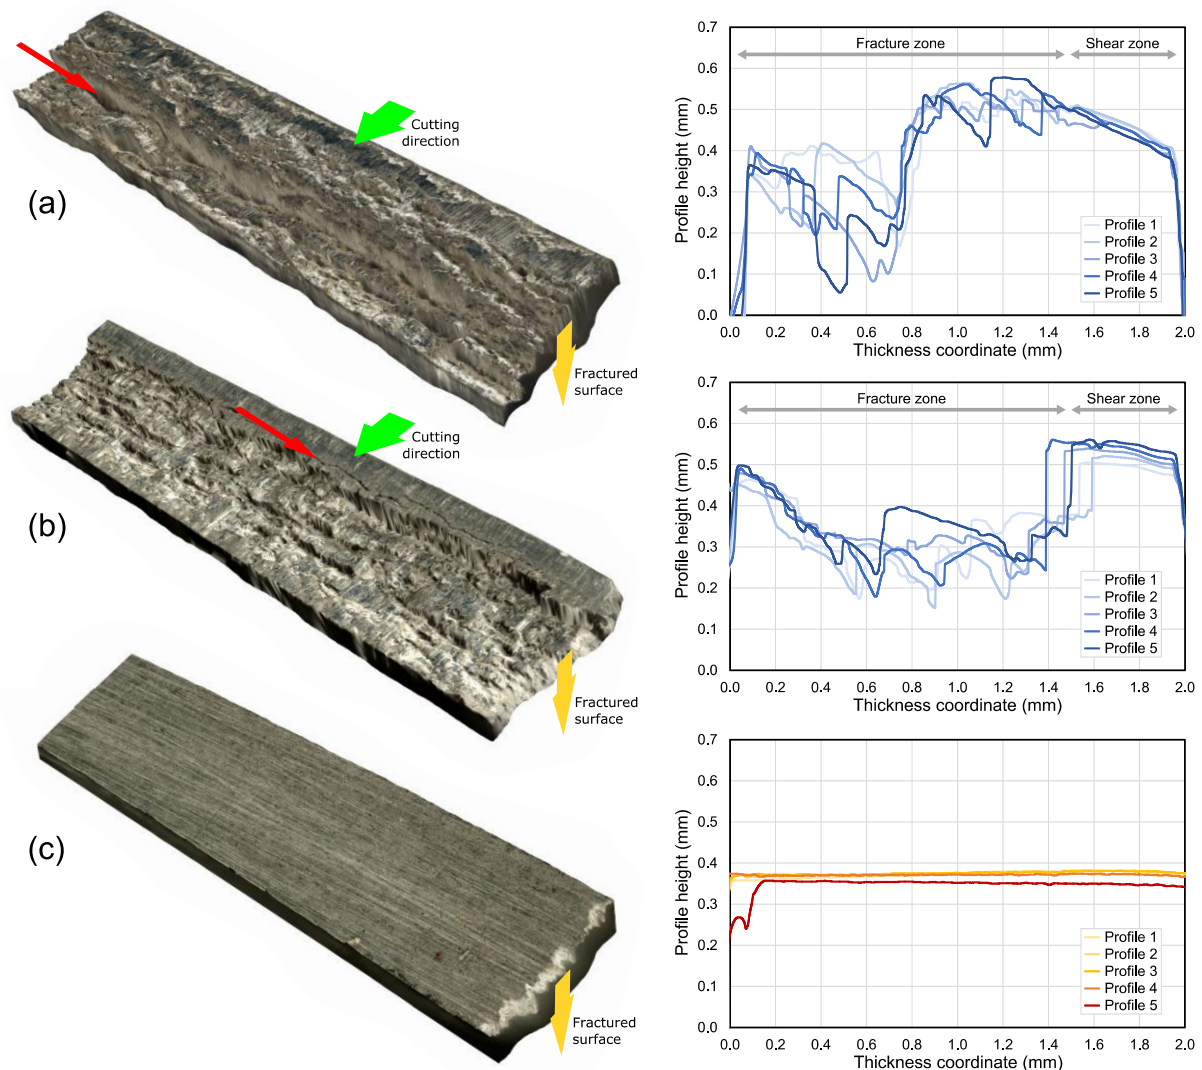 (a)
Cutting
direction
Fractured
surface
0.7
0.6
0.5
0.4
0.3
0.2
0.1
0.0
Profile height (mm)
Fracture zone
Shear zone
Profile 1
Profile 2
Profile 3
Profile 4
Profile 5
0.0 0.2 0.4 0.6 0.8 1.0 1.2 1.4 1.6 1.8 2.0
Thickness coordinate (mm)
(b)
Cutting
direction
Fractured
surface
0.7
0.6
0.5
0.4
0.3
0.2
0.1
0.0
Profile height (mm)
Fracture zone
Shear zone
Profile 1
Profile 2
Profile 3
Profile 4
Profile 5
0.0 0.2 0.4 0.6 0.8 1.0 1.2 1.4 1.6 1.8 2.0
Thickness coordinate (mm)
(c)
Fractured
surface
0.7
0.6
0.5
0.4
0.3
0.2
0.1
0.0
Profile height (mm)
Profile 1
Profile 2
Profile 3
Profile 4
Profile 5
0.0 0.2 0.4 0.6 0.8 1.0 1.2 1.4 1.6 1.8 2.0
Thickness coordinate (mm)